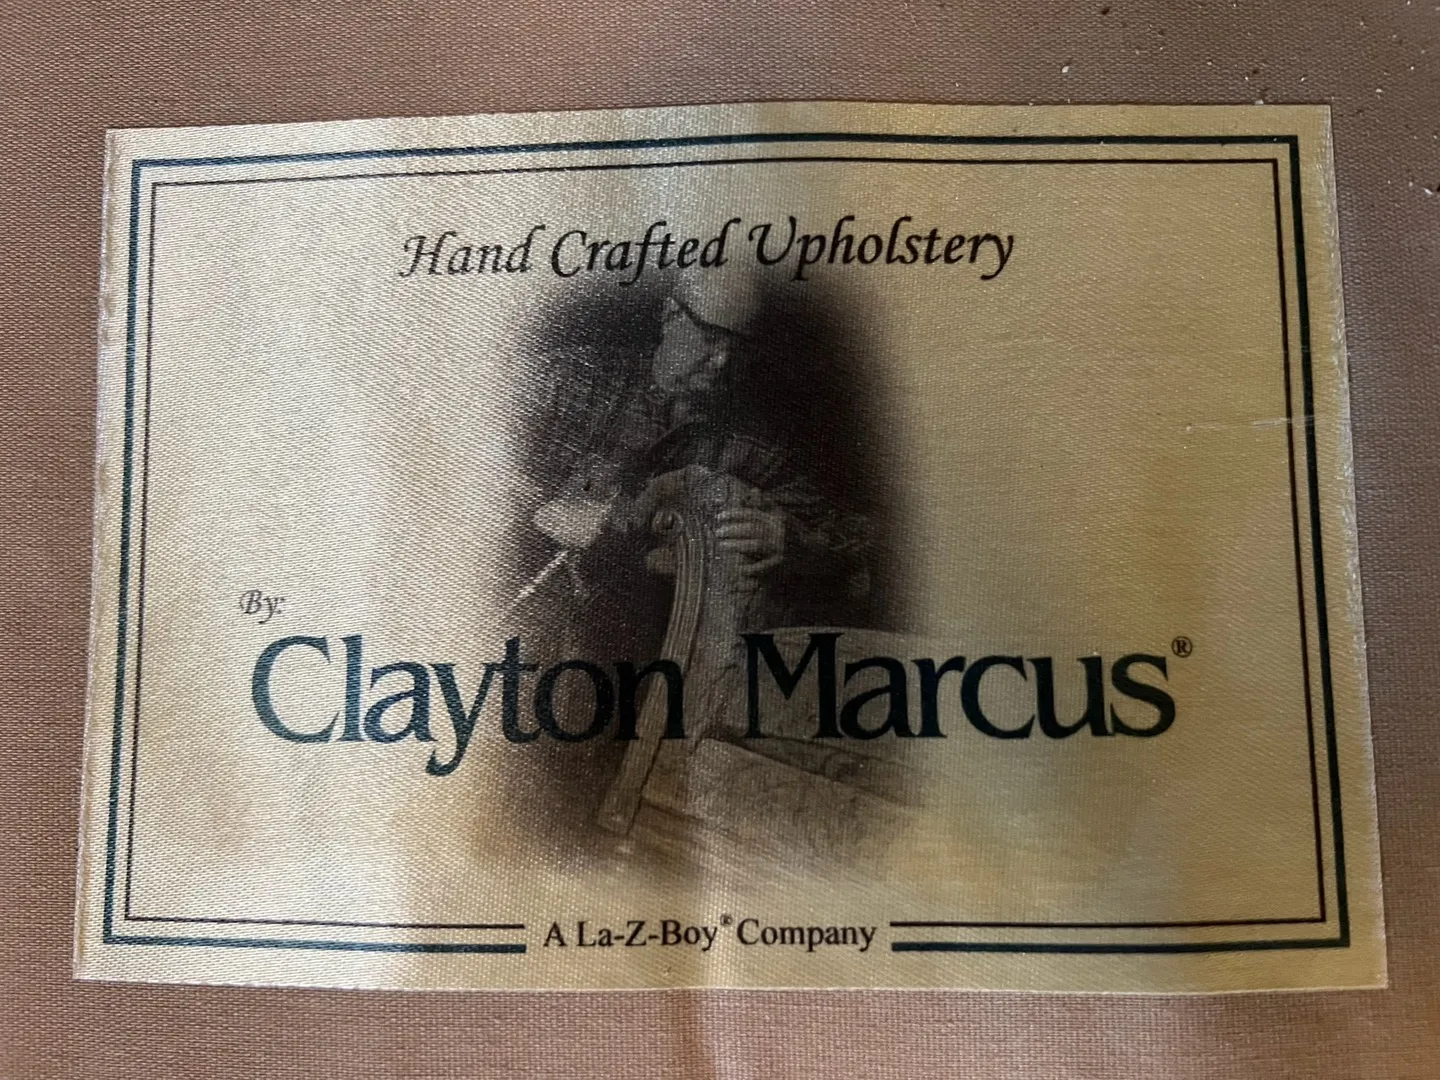 Hand Crafted Upholstery
By:
Clayton Marcus®
A La-Z-Boy® Company